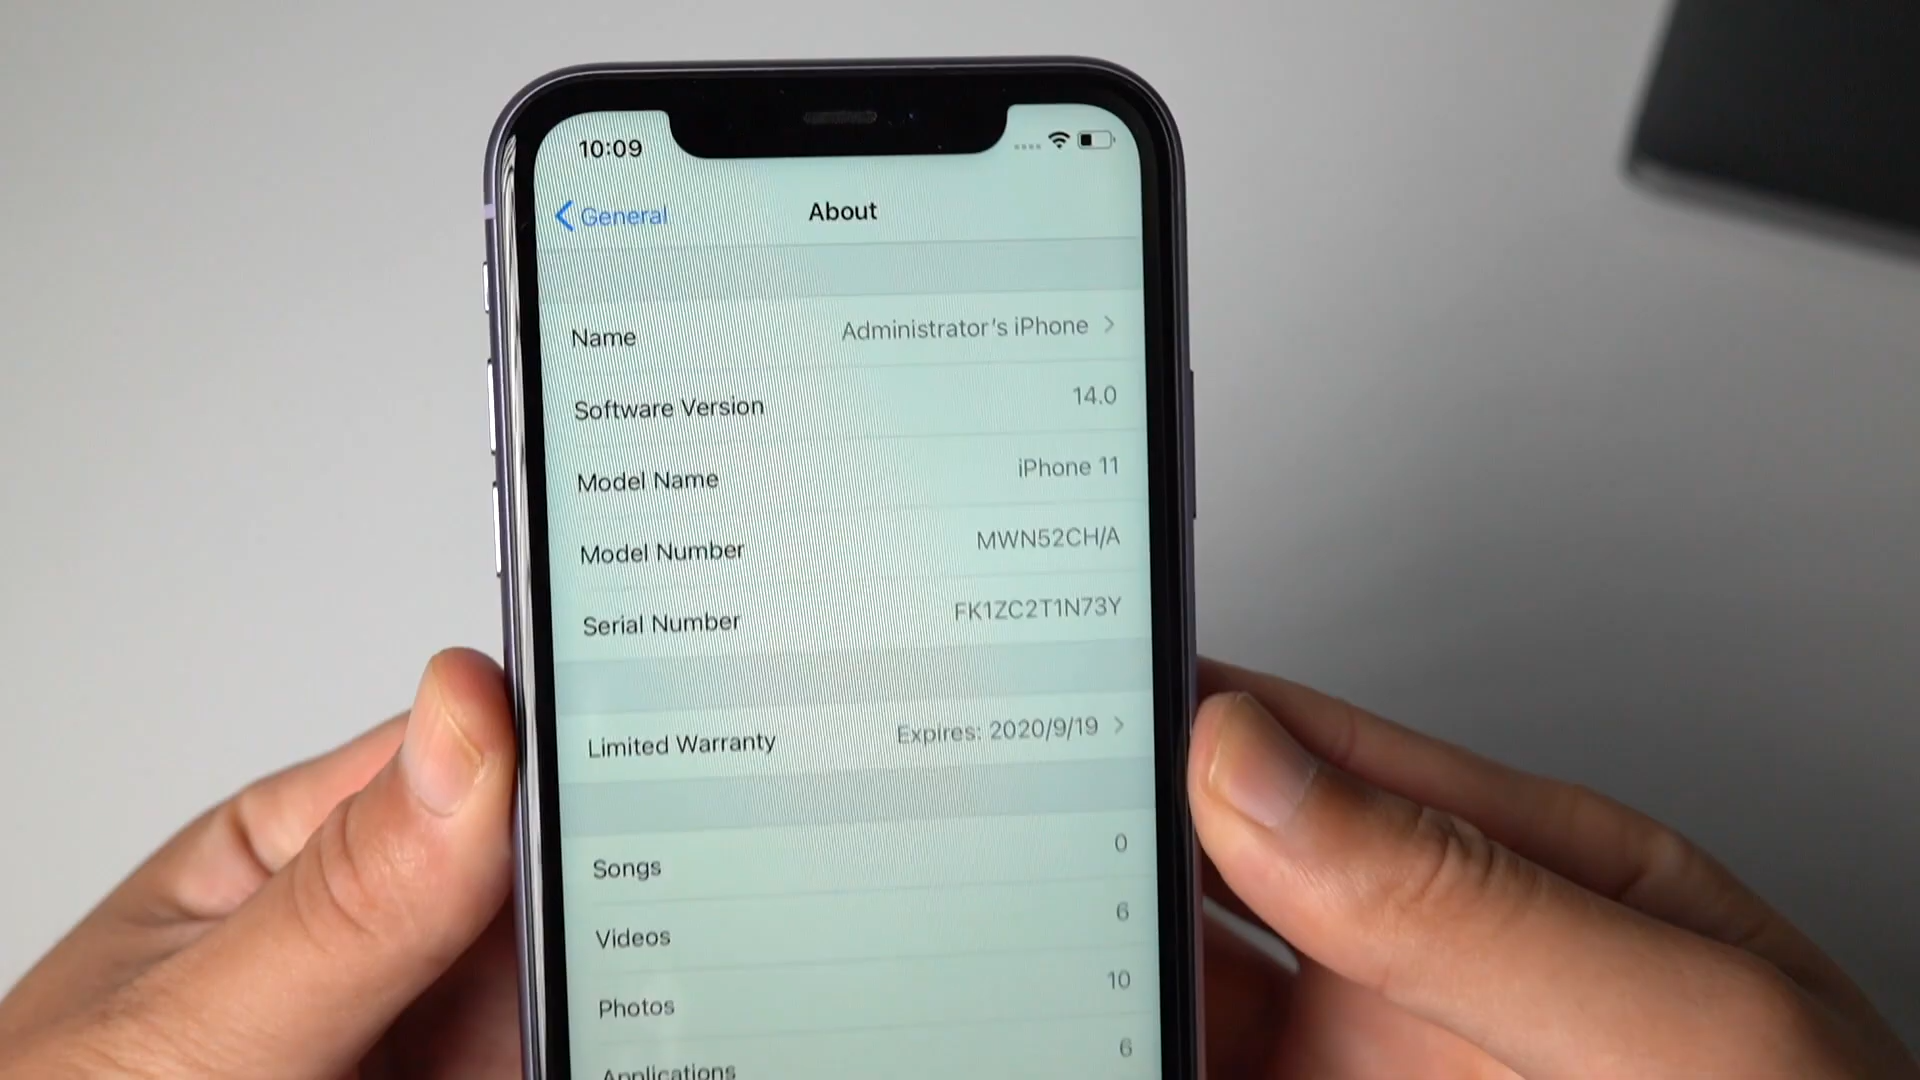 10:09
General
About
Name Administrator's iPhone
Software Version 14.0
Model Name iPhone 11
Model Number MWN52CH/A
Serial Number FK1ZC2T1N73Y
Limited Warranty Expires: 2020/9/19
Songs 0
Videos 6
Photos 10
Applications 6